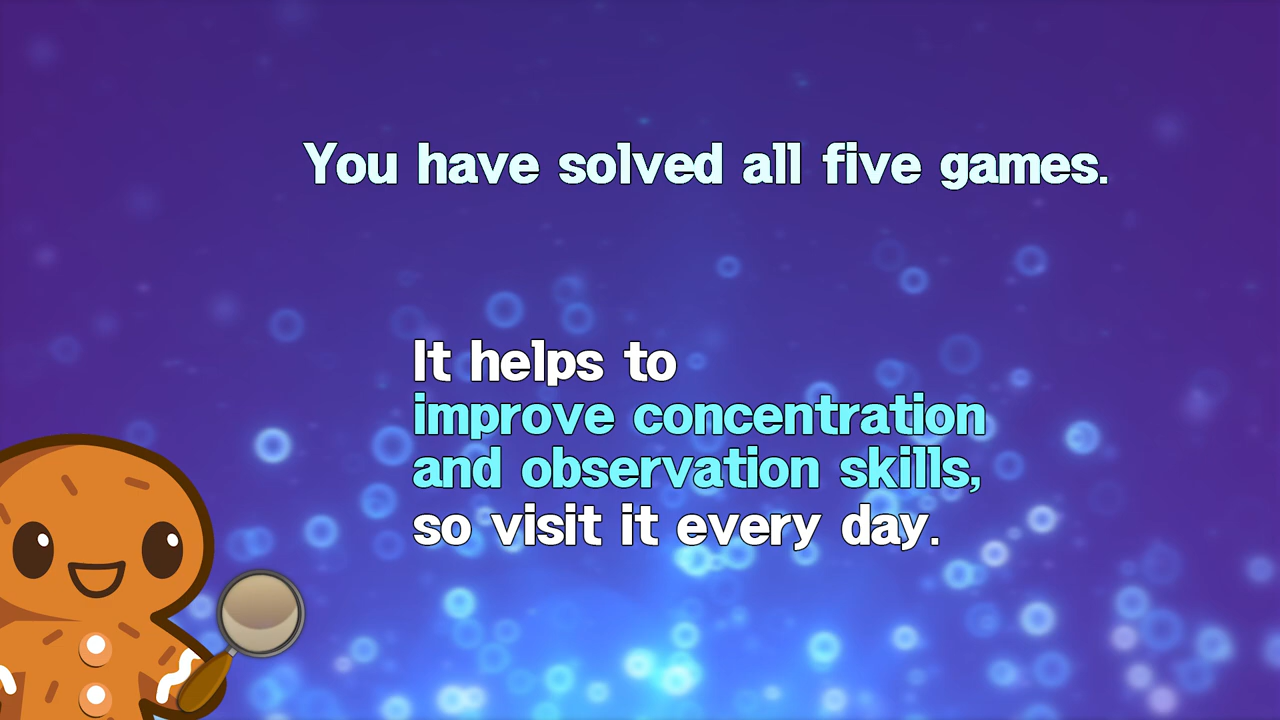 You have solved all five games.
It helps to
improve concentration
and observation skills,
so visit it every day.